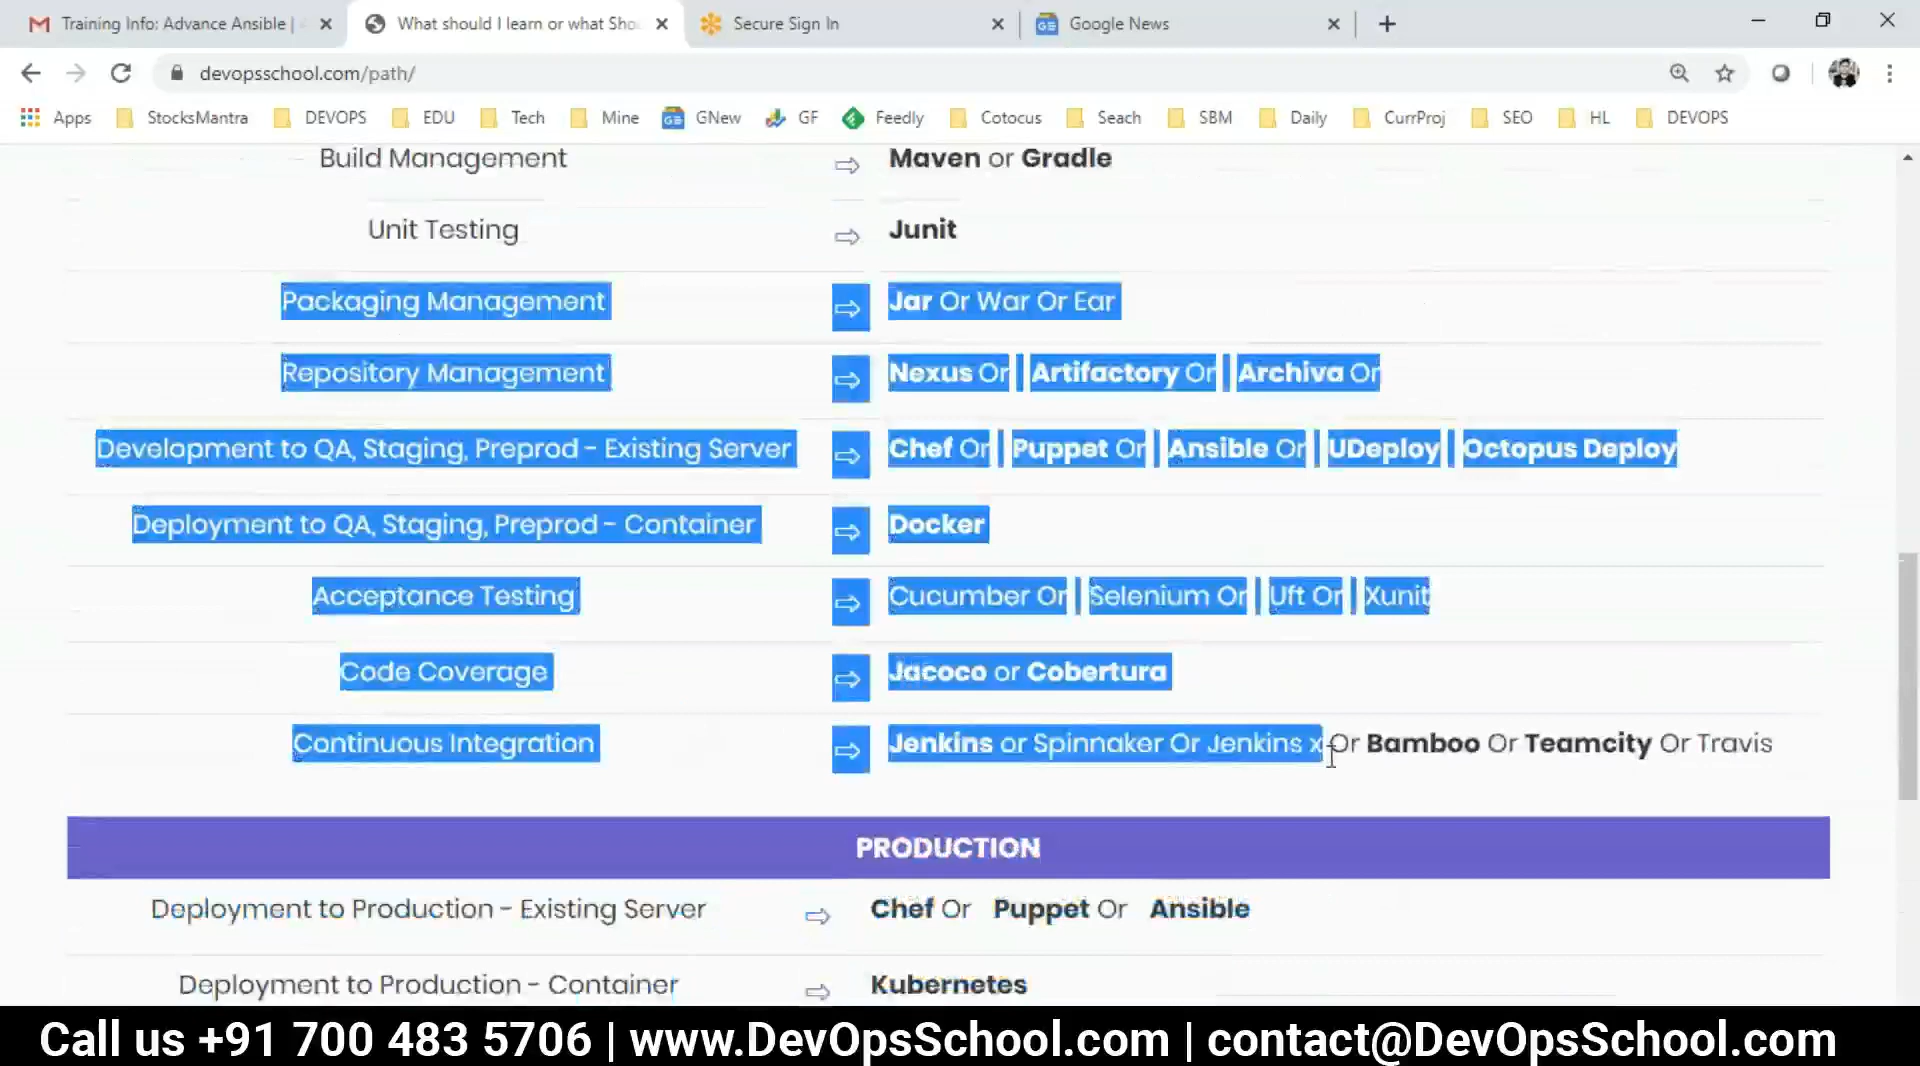 Training Info: Advance Ansible |
What should I learn or what Sho
Secure Sign In
Google News
devopsschool.com/path/
Apps
StocksMantra
DEVOPS
EDU
Tech
Mine
GNew
GF
Feedly
Cotocus
Seach
SBM
Daily
CurrProj
SEO
HL
DEVOPS
Build Management ⇨ Maven or Gradle
Unit Testing ⇨ Junit
Packaging Management ⇨ Jar Or War Or Ear
Repository Management ⇨ Nexus Or Artifactory Or Archiva Or
Development to QA, Staging, Preprod - Existing Server ⇨ Chef Or Puppet Or Ansible Or UDeploy Octopus Deploy
Deployment to QA, Staging, Preprod - Container ⇨ Docker
Acceptance Testing ⇨ Cucumber Or Selenium Or Uft Or Xunit
Code Coverage ⇨ Jacoco or Cobertura
Continuous Integration ⇨ Jenkins or Spinnaker Or Jenkins x Or Bamboo Or Teamcity Or Travis
PRODUCTION
Deployment to Production - Existing Server ⇨ Chef Or Puppet Or Ansible
Deployment to Production - Container ⇨ Kubernetes
Call us +91 700 483 5706 | www.DevOpsSchool.com | contact@DevOpsSchool.com